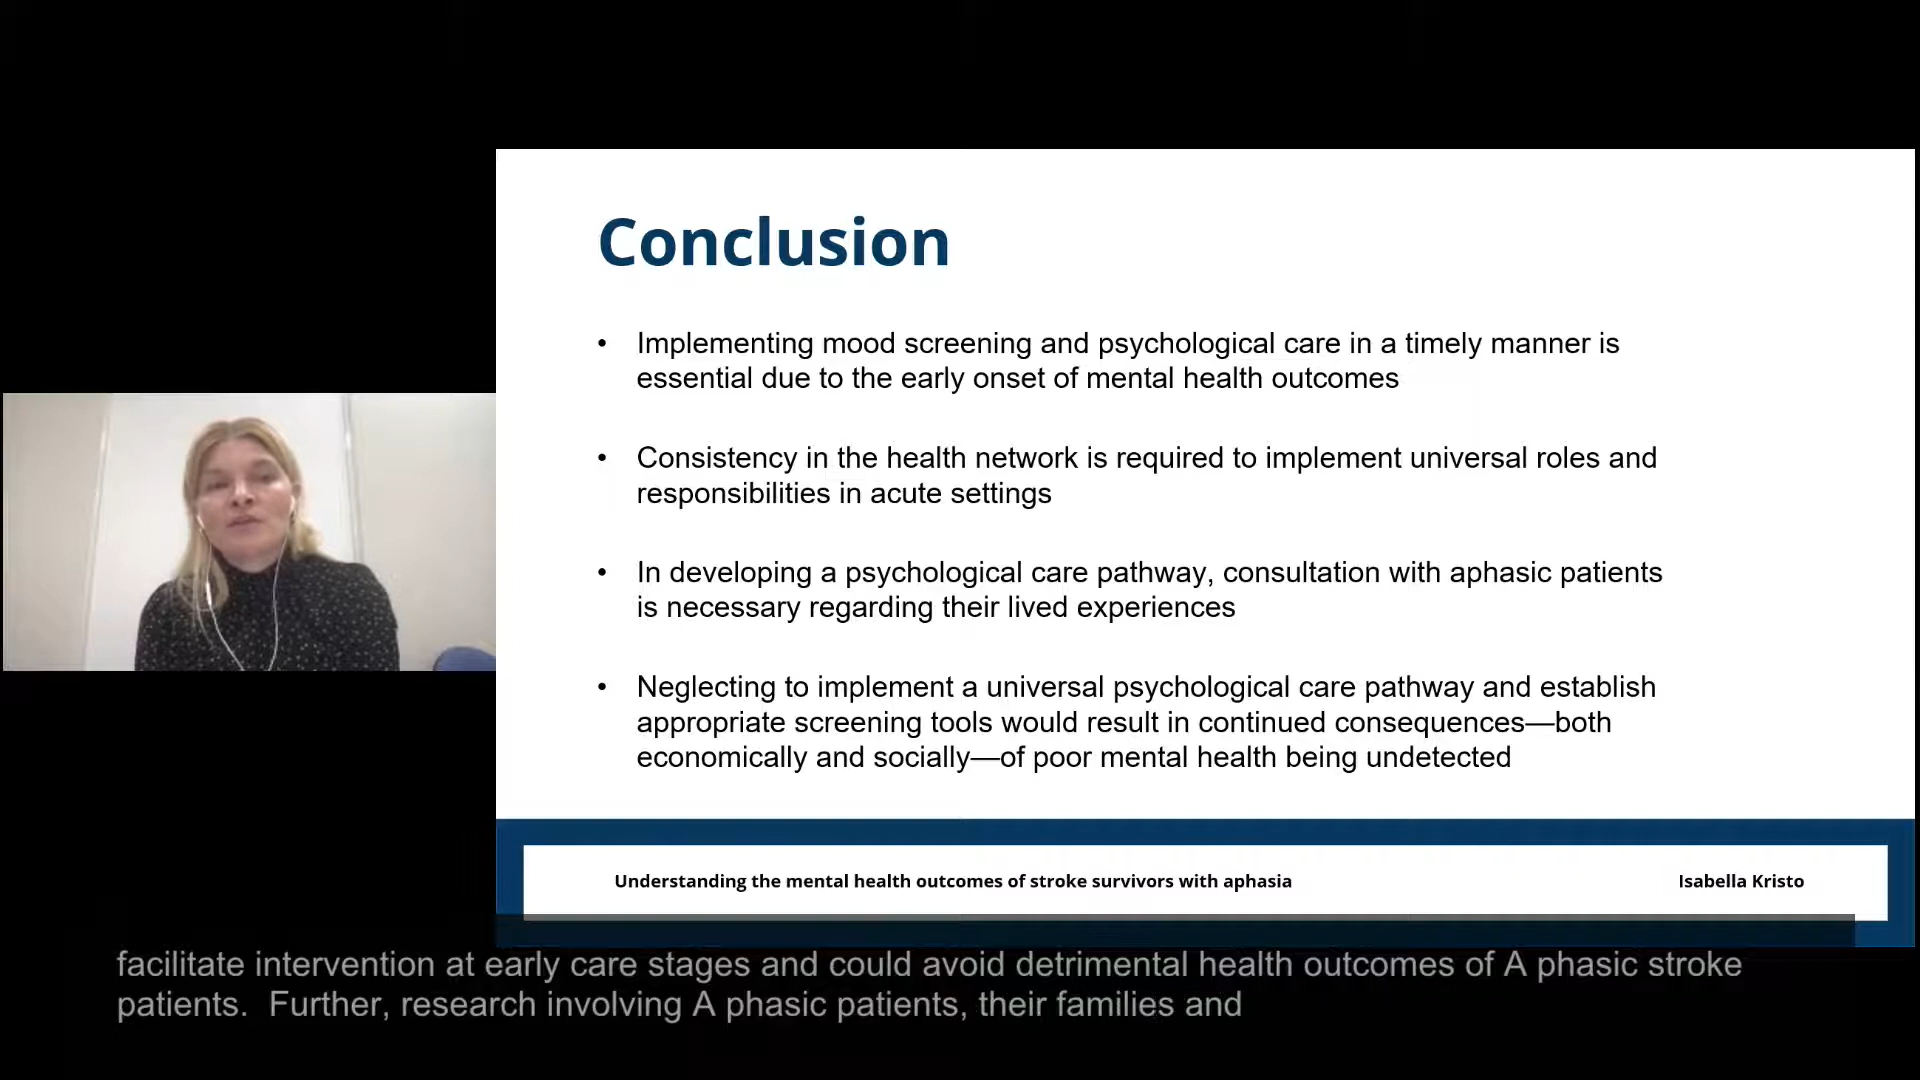 Conclusion
• Implementing mood screening and psychological care in a timely manner is
essential due to the early onset of mental health outcomes
• Consistency in the health network is required to implement universal roles and
responsibilities in acute settings
• In developing a psychological care pathway, consultation with aphasic patients
is necessary regarding their lived experiences
• Neglecting to implement a universal psychological care pathway and establish
appropriate screening tools would result in continued consequences—both
economically and socially—of poor mental health being undetected
Understanding the mental health outcomes of stroke survivors with aphasia
Isabella Kristo
facilitate intervention at early care stages and could avoid detrimental health outcomes of A phasic stroke
patients.  Further, research involving A phasic patients, their families and